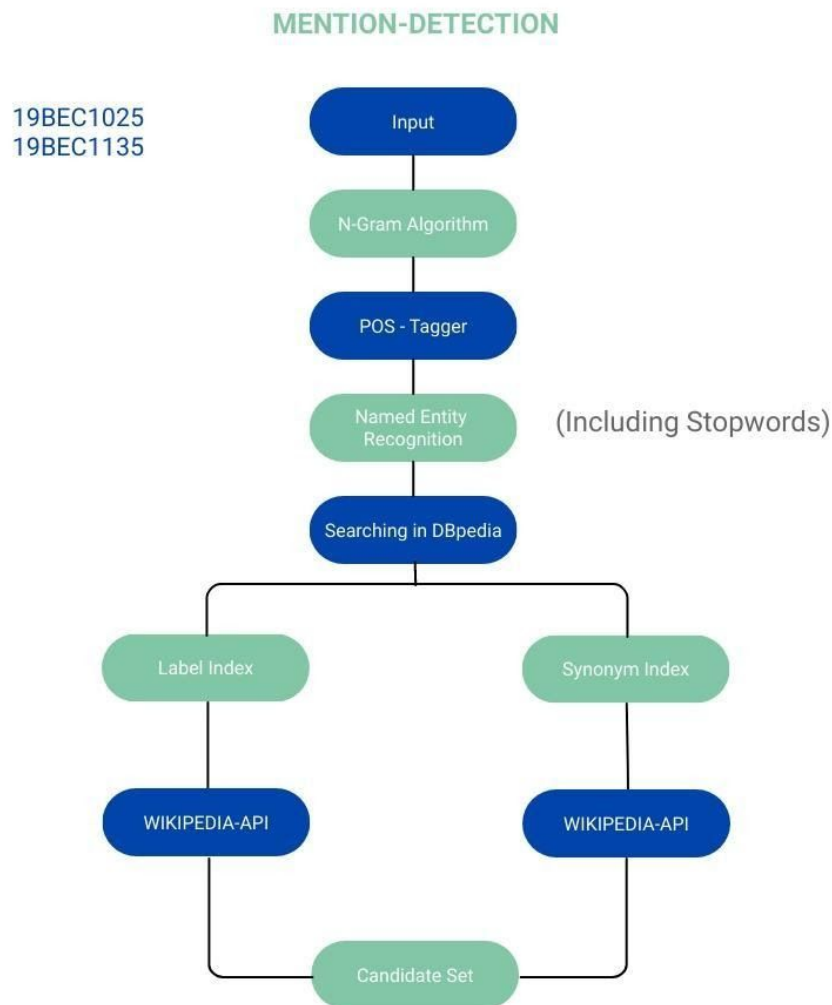 MENTION-DETECTION
19BEC1025
19BEC1135
Input
N-Gram Algorithm
POS - Tagger
Named Entity
Recognition
(Including Stopwords)
Searching in DBpedia
Label Index
Synonym Index
WIKIPEDIA-API
WIKIPEDIA-API
Candidate Set